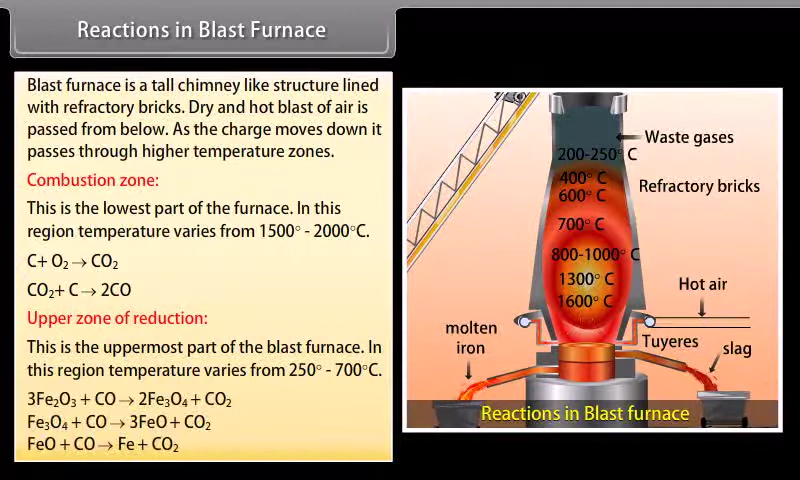 Reactions in Blast Furnace
Blast furnace is a tall chimney like structure lined
with refractory bricks. Dry and hot blast of air is
passed from below. As the charge moves down it
passes through higher temperature zones.
Combustion zone:
This is the lowest part of the furnace. In this
region temperature varies from 1500° - 2000°C.
C+ O₂ → CO₂
CO₂+ C → 2CO
Upper zone of reduction:
This is the uppermost part of the blast furnace. In
this region temperature varies from 250° - 700°C.
3Fe₂O₃ + CO → 2Fe₃O₄ + CO₂
Fe₃O₄ + CO → 3FeO + CO₂
FeO + CO → Fe + CO₂
Waste gases
200-250° C
400° C
Refractory bricks
600° C
700° C
800-1000° C
1300° C
Hot air
1600° C
molten
iron
Tuyeres
slag
Reactions in Blast furnace